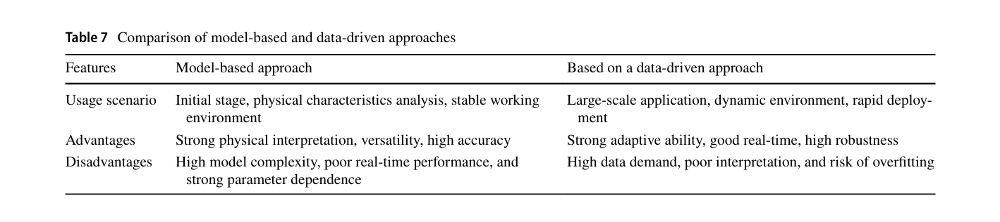 Table 7 Comparison of model-based and data-driven approaches
Features Model-based approach Based on a data-driven approach
Usage scenario Initial stage, physical characteristics analysis, stable working Large-scale application, dynamic environment, rapid deploy-
environment ment
Advantages Strong physical interpretation, versatility, high accuracy Strong adaptive ability, good real-time, high robustness
Disadvantages High model complexity, poor real-time performance, and High data demand, poor interpretation, and risk of overfitting
strong parameter dependence